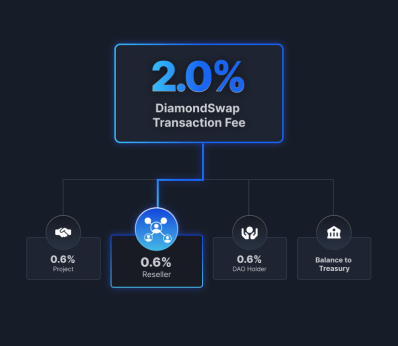 2.0%
DiamondSwap
Transaction Fee
0.6%
Project
0.6%
Reseller
0.6%
DAO Holder
Balance to
Treasury